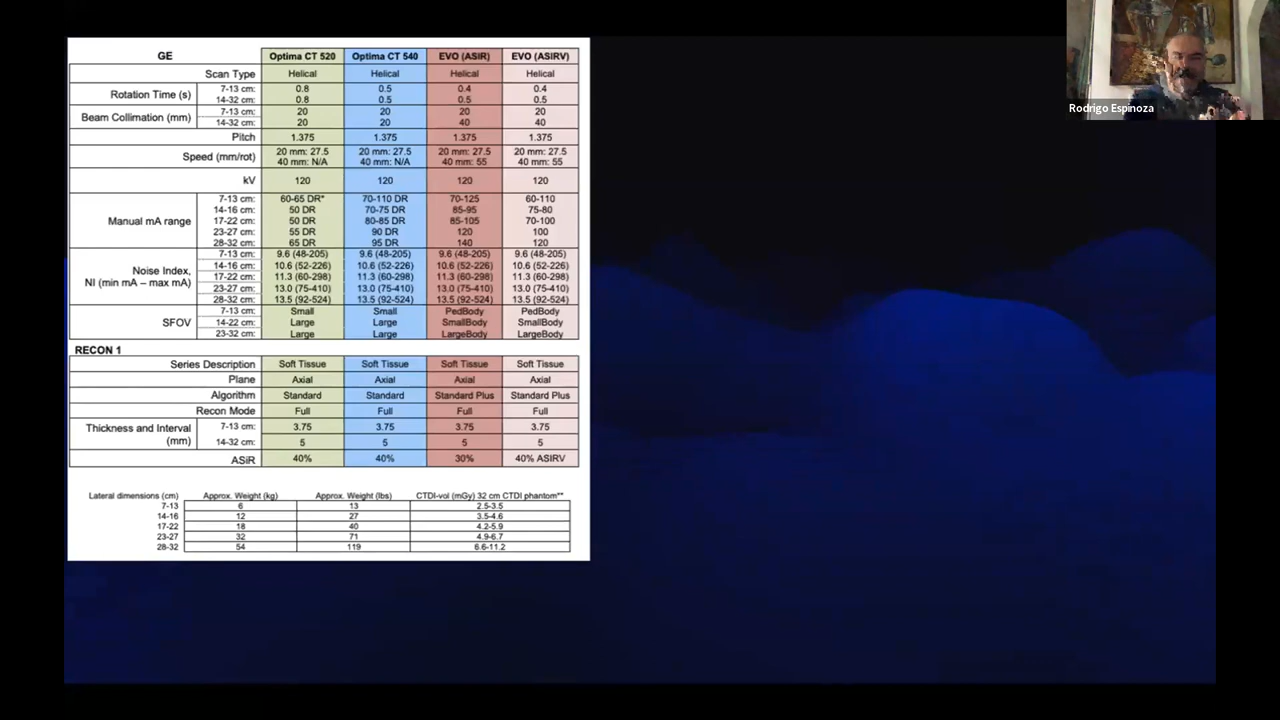 Rodrigo Espinoza
GE Optima CT 520 Optima CT 540 EVO (ASiR) EVO (ASIRV)
Scan Type Helical Helical Helical Helical
Rotation Time (s) 7-13 cm: 0.8 0.5 0.4 0.4
14-32 cm: 0.8 0.5 0.5 0.5
Beam Collimation (mm) 7-13 cm: 20 20 20 20
14-32 cm: 20 20 40 40
Pitch 1.375 1.375 1.375 1.375
Speed (mm/rot) 20 mm: 27.5 20 mm: 27.5 20 mm: 27.5 20 mm: 27.5
40 mm: N/A 40 mm: N/A 40 mm: 55 40 mm: 55
kV 120 120 120 120
Manual mA range 7-13 cm: 60-65 DR* 70-110 DR 70-125 60-110
14-16 cm: 50 DR 70-75 DR 85-95 75-80
17-22 cm: 50 DR 80-85 DR 85-105 70-100
23-27 cm: 55 DR 90 DR 120 100
28-32 cm: 65 DR 95 DR 140 120
Noise Index, NI (min mA – max mA) 7-13 cm: 9.6 (48-205) 9.6 (48-205) 9.6 (48-205) 9.6 (48-205)
14-16 cm: 10.6 (52-226) 10.6 (52-226) 10.6 (52-226) 10.6 (52-226)
17-22 cm: 11.3 (60-298) 11.3 (60-298) 11.3 (60-298) 11.3 (60-298)
23-27 cm: 13.0 (75-410) 13.0 (75-410) 13.0 (75-410) 13.0 (75-410)
28-32 cm: 13.5 (92-524) 13.5 (92-524) 13.5 (92-524) 13.5 (92-524)
SFOV 7-13 cm: Small Small PedBody PedBody
14-22 cm: Large Large SmallBody SmallBody
23-32 cm: Large Large LargeBody LargeBody
RECON 1
Series Description Soft Tissue Soft Tissue Soft Tissue Soft Tissue
Plane Axial Axial Axial Axial
Algorithm Standard Standard Standard Plus Standard Plus
Recon Mode Full Full Full Full
Thickness and Interval (mm) 7-13 cm: 3.75 3.75 3.75 3.75
14-32 cm: 5 5 5 5
ASiR 40% 40% 30% 40% ASIRV
Lateral dimensions (cm) Approx. Weight (kg) Approx. Weight (lbs) CTDI-vol (mGy) 32 cm CTDI phantom**
7-13 6 13 2.5-3.5
14-16 12 27 3.5-4.6
17-22 18 40 4.2-5.9
23-27 32 71 4.9-6.7
28-32 54 119 6.6-11.2